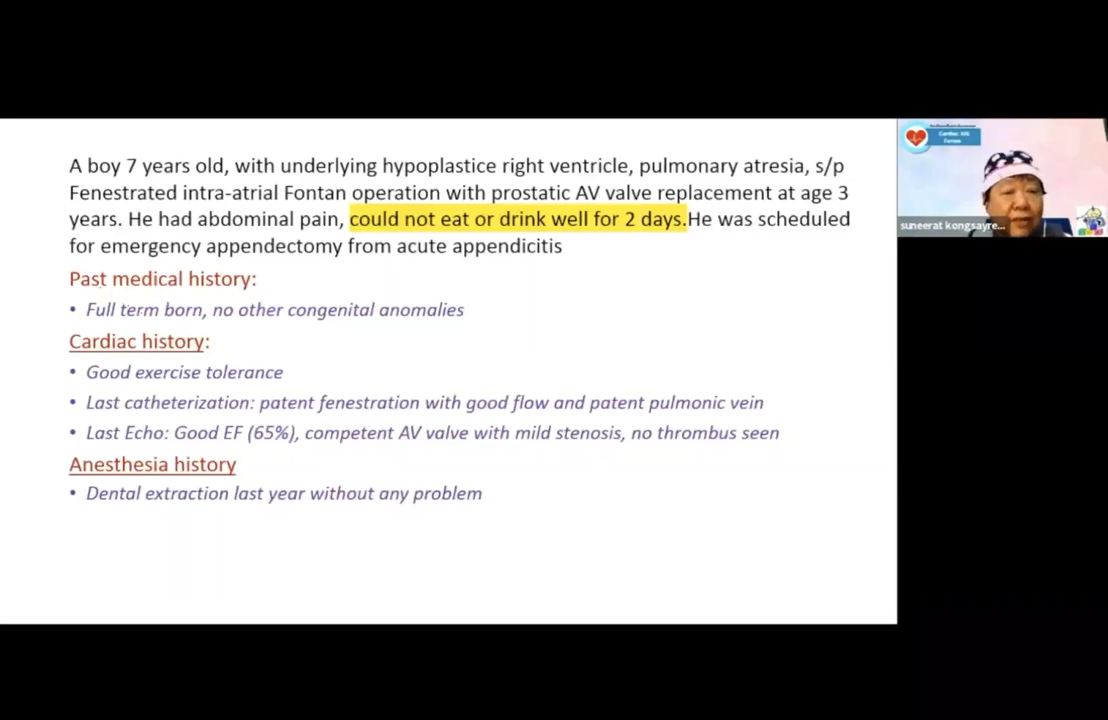 A boy 7 years old, with underlying hypoplastice right ventricle, pulmonary atresia, s/p
Fenestrated intra-atrial Fontan operation with prostatic AV valve replacement at age 3
years. He had abdominal pain, could not eat or drink well for 2 days.He was scheduled
for emergency appendectomy from acute appendicitis
Past medical history:
• Full term born, no other congenital anomalies
Cardiac history:
• Good exercise tolerance
• Last catheterization: patent fenestration with good flow and patent pulmonic vein
• Last Echo: Good EF (65%), competent AV valve with mild stenosis, no thrombus seen
Anesthesia history
• Dental extraction last year without any problem
suneerat kongsayre...